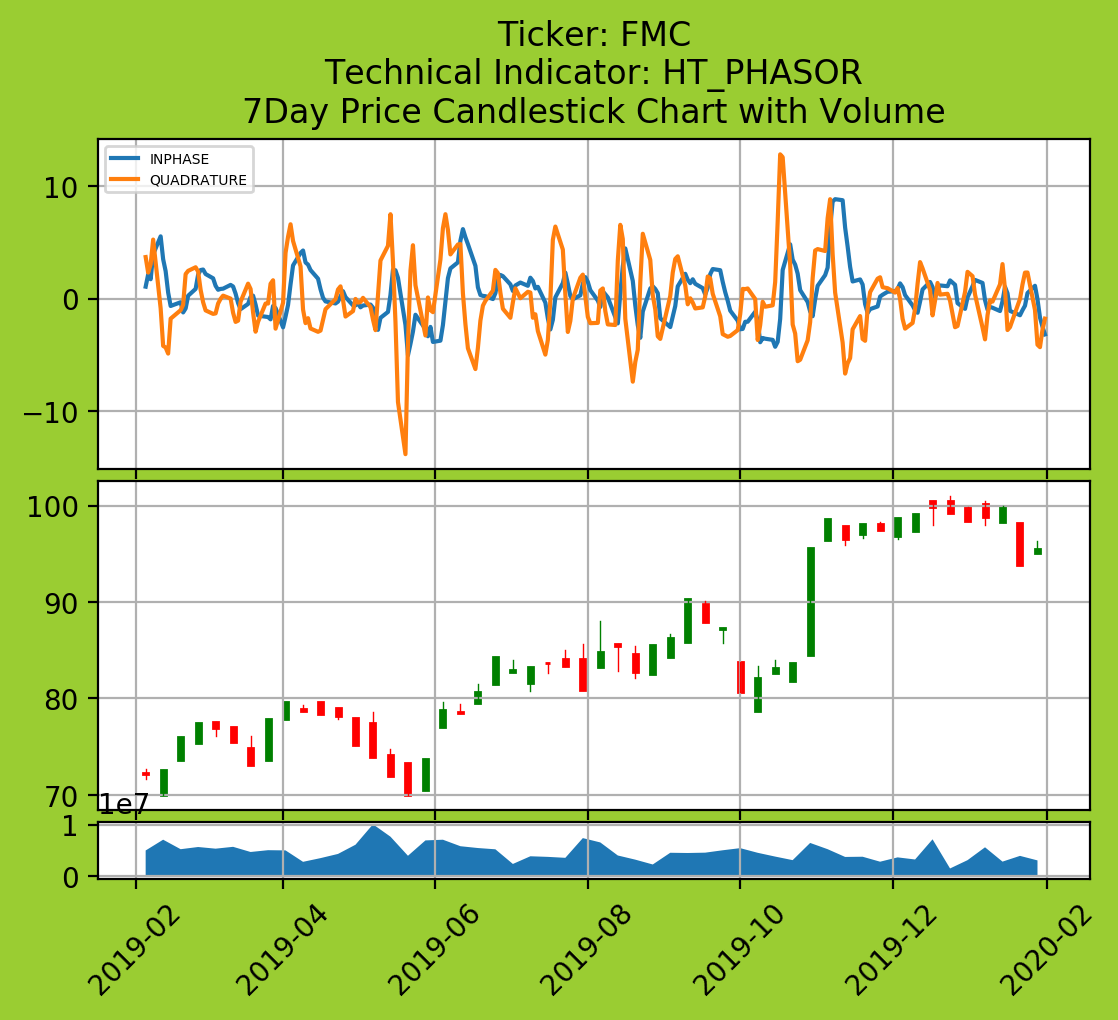 Ticker: FMC
Technical Indicator: HT_PHASOR
7Day Price Candlestick Chart with Volume
INPHASE
QUADRATURE
10
0
−10
100
90
80
70
1e7
1
0
2019-02
2019-04
2019-06
2019-08
2019-10
2019-12
2020-02